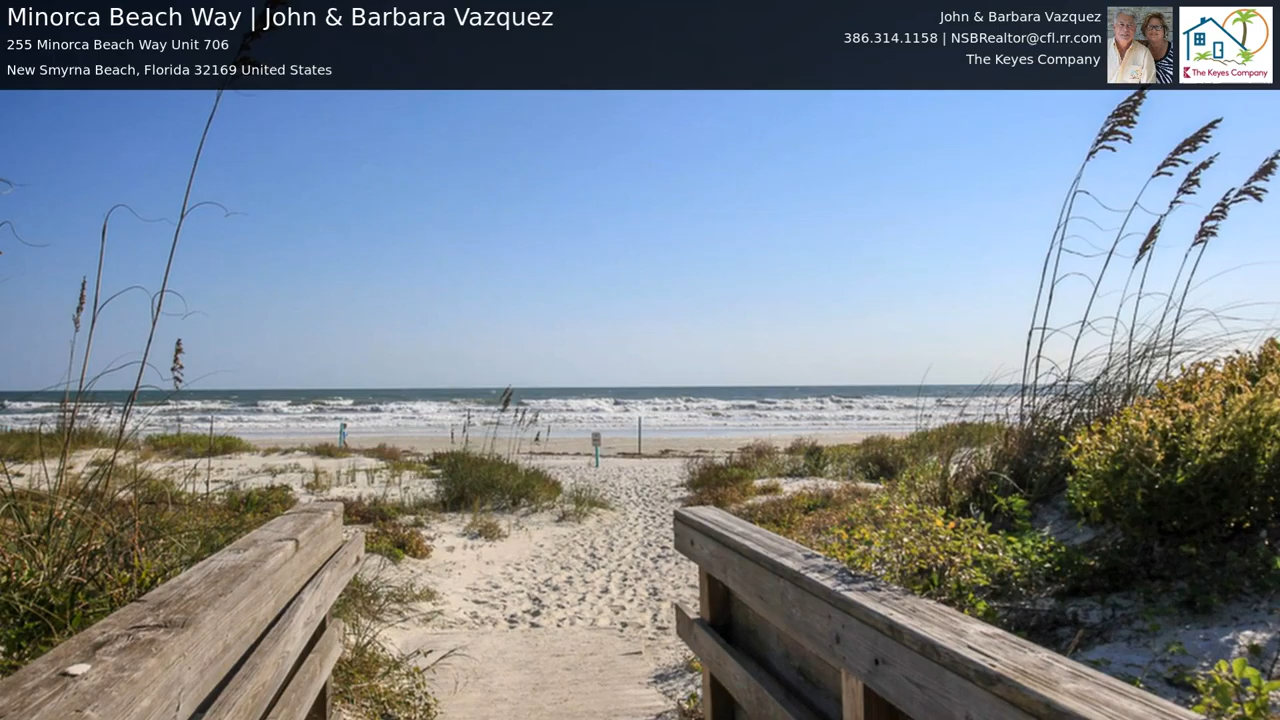 Minorca Beach Way | John & Barbara Vazquez
255 Minorca Beach Way Unit 706
New Smyrna Beach, Florida 32169 United States
John & Barbara Vazquez
386.314.1158 | NSBRealtor@cfl.rr.com
The Keyes Company
The Keyes Company